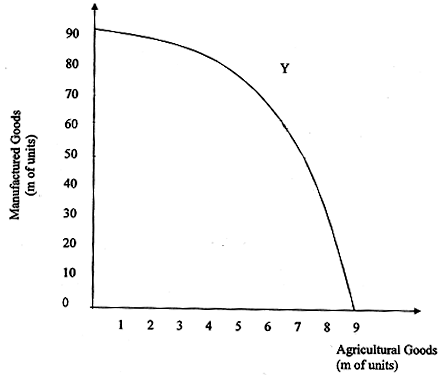 Manufactured Goods
(m of units)
90
80
70
60
50
40
30
20
10
0
Y
1 2 3 4 5 6 7 8 9
Agricultural Goods
(m of units)